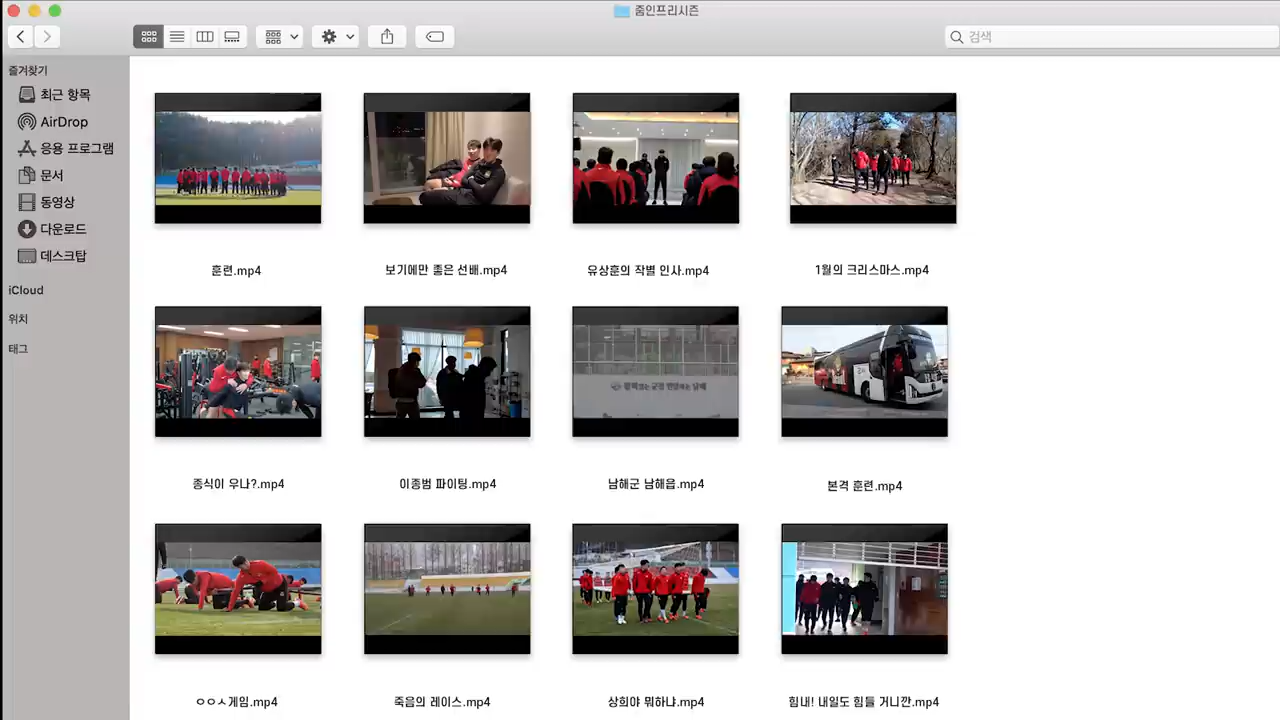 줌인프리시즌
검색
즐겨찾기
최근 항목
AirDrop
응용 프로그램
문서
동영상
다운로드
데스크탑
iCloud
위치
태그
훈련.mp4
보기에만 좋은 선배.mp4
유상훈의 작별 인사.mp4
1월의 크리스마스.mp4
종식이 우냐?.mp4
이종범 파이팅.mp4
남해군 남해읍.mp4
본격 훈련.mp4
ㅇㅇㅅ게임.mp4
죽음의 레이스.mp4
상희야 뭐하냐.mp4
힘내! 내일도 힘들 거니깐.mp4